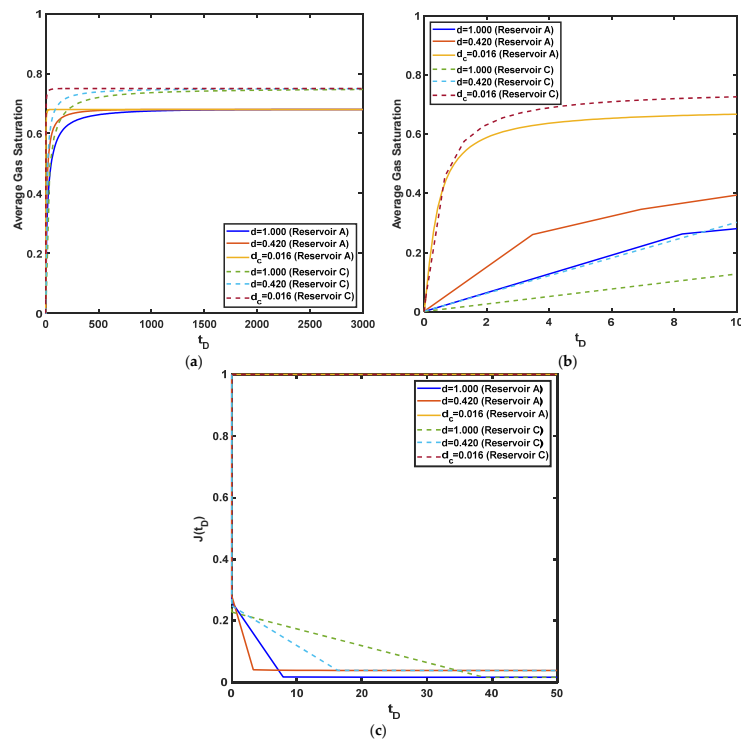 1
0.8
0.6
0.4
0.2
0
Average Gas Saturation
d=1.000 (Reservoir A)
d=0.420 (Reservoir A)
dc=0.016 (Reservoir A)
d=1.000 (Reservoir C)
d=0.420 (Reservoir C)
dc=0.016 (Reservoir C)
0 500 1000 1500 2000 2500 3000
tD
(a)
1
0.8
0.6
0.4
0.2
0
Average Gas Saturation
d=1.000 (Reservoir A)
d=0.420 (Reservoir A)
dc=0.016 (Reservoir A)
d=1.000 (Reservoir C)
d=0.420 (Reservoir C)
dc=0.016 (Reservoir C)
0 2 4 6 8 10
tD
(b)
1
0.8
0.6
0.4
0.2
0
J(tD)
d=1.000 (Reservoir A)
d=0.420 (Reservoir A)
dc=0.016 (Reservoir A)
d=1.000 (Reservoir C)
d=0.420 (Reservoir C)
dc=0.016 (Reservoir C)
0 10 20 30 40 50
tD
(c)